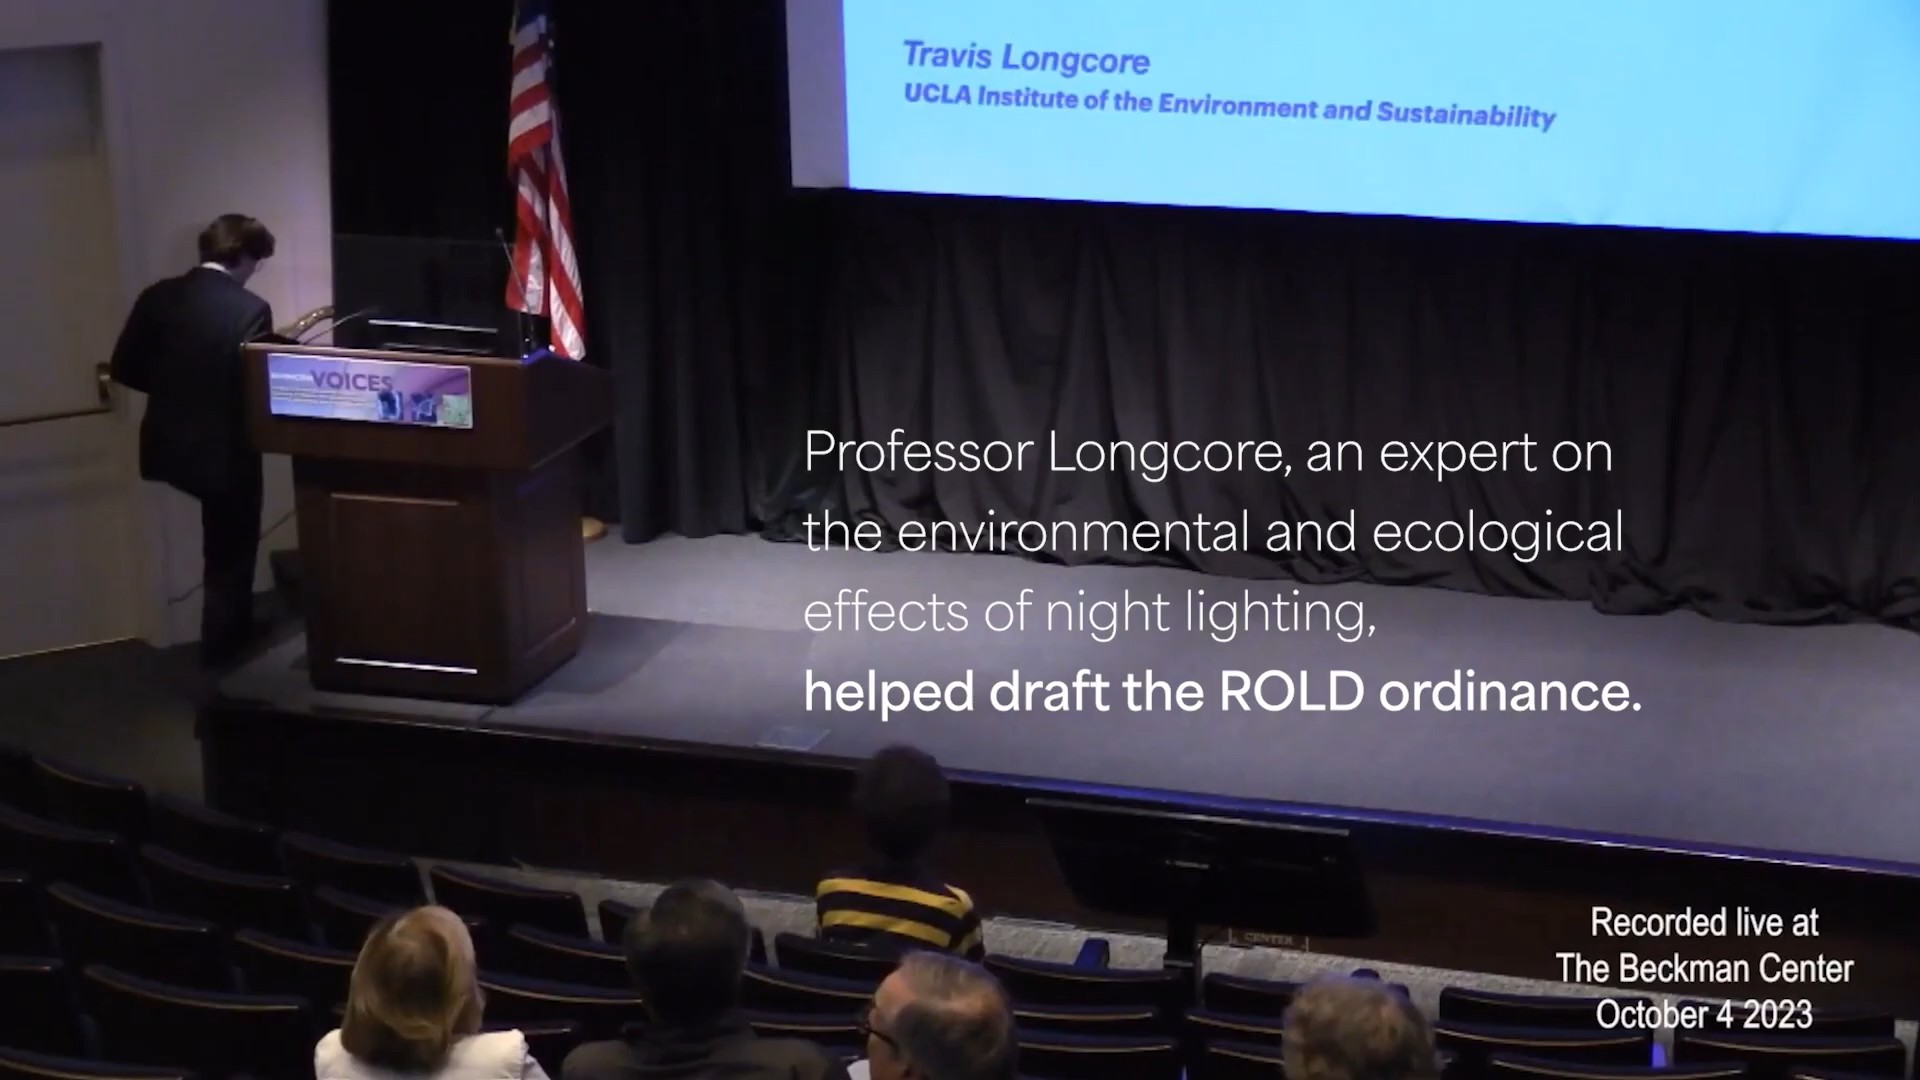 Travis Longcore
UCLA Institute of the Environment and Sustainability
VOICES
Professor Longcore, an expert on
the environmental and ecological
effects of night lighting,
helped draft the ROLD ordinance.
CENTER
Recorded live at
The Beckman Center
October 4 2023